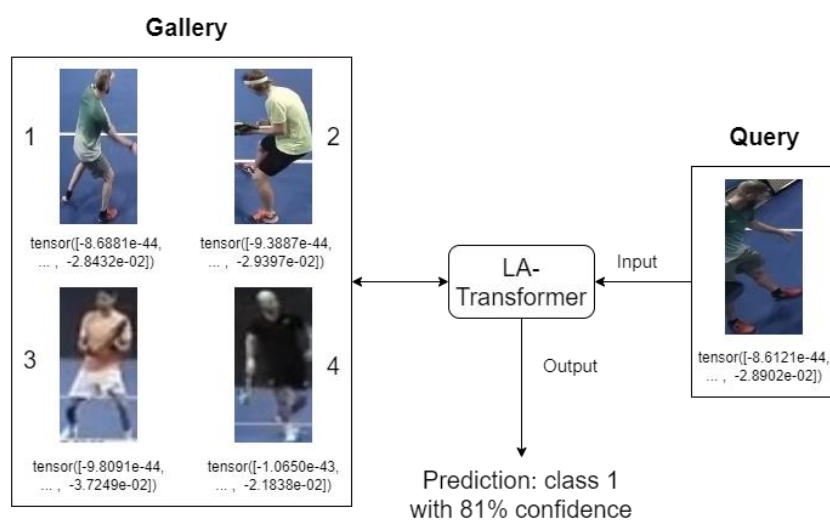 Gallery
1
2
tensor([-8.6881e-44,
... , -2.8432e-02])
tensor([-9.3887e-44,
... , -2.9397e-02])
3
4
tensor([-9.8091e-44,
... , -3.7249e-02])
tensor([-1.0650e-43,
... , -2.1838e-02])
LA-
Transformer
Input
Output
Prediction: class 1
with 81% confidence
Query
tensor([-8.6121e-44,
... , -2.8902e-02])